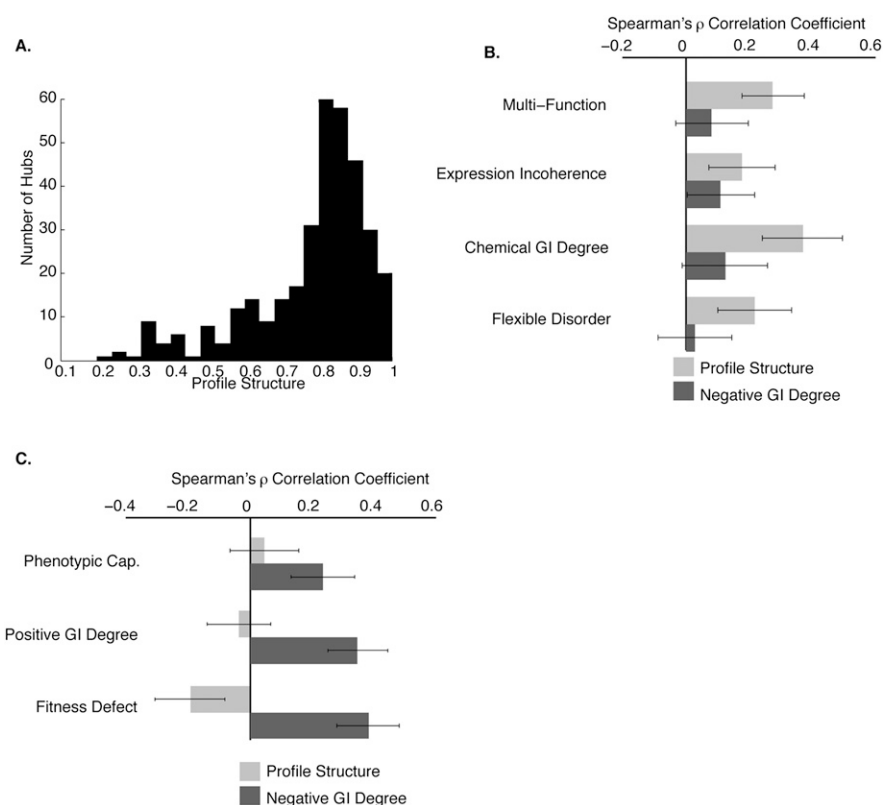 A.
60
50
40
30
20
10
0
Number of Hubs
0.1 0.2 0.3 0.4 0.5 0.6 0.7 0.8 0.9 1
Profile Structure
B.
Spearman's ρ Correlation Coefficient
−0.2 0 0.2 0.4 0.6
Multi−Function
Expression Incoherence
Chemical GI Degree
Flexible Disorder
Profile Structure
Negative GI Degree
C.
Spearman's ρ Correlation Coefficient
−0.4 −0.2 0 0.2 0.4 0.6
Phenotypic Cap.
Positive GI Degree
Fitness Defect
Profile Structure
Negative GI Degree